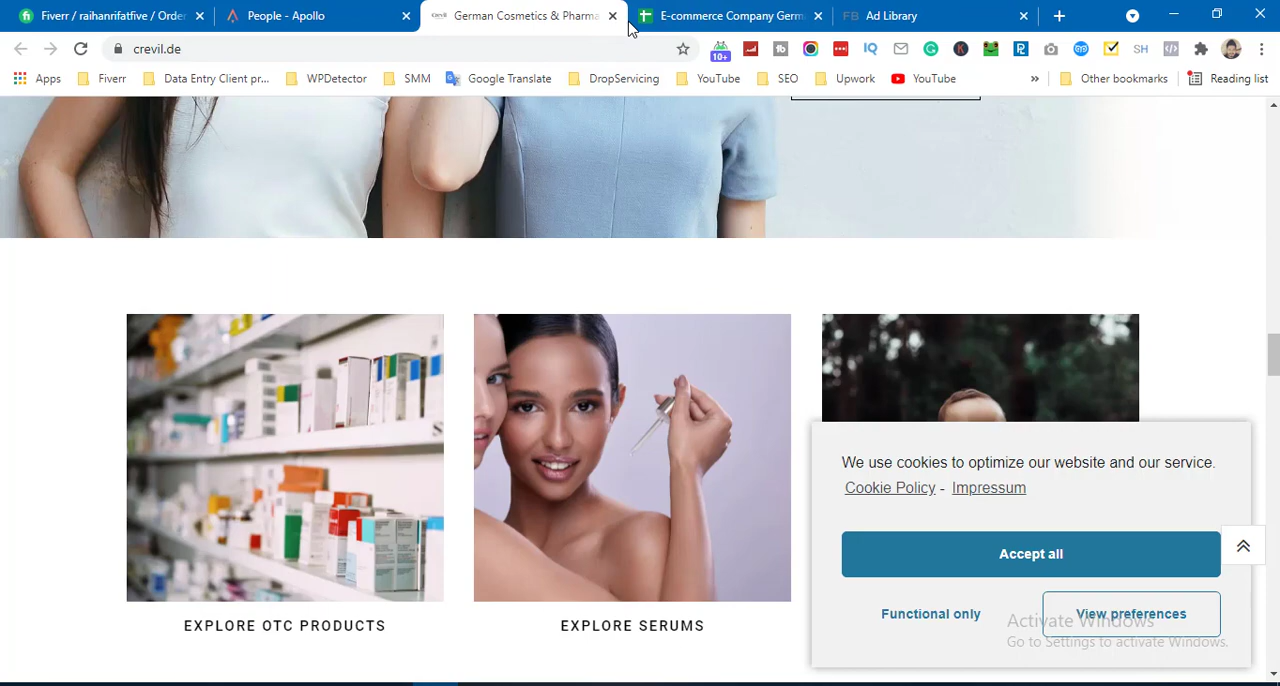 Fiverr / raihanrifatfive / Order
People - Apollo
German Cosmetics & Pharma
E-commerce Company Germ
Ad Library
crevil.de
10+
IQ
SH
Apps
Fiverr
Data Entry Client pr...
WPDetector
SMM
Google Translate
DropServicing
YouTube
SEO
Upwork
YouTube
»
Other bookmarks
Reading list
We use cookies to optimize our website and our service.
Cookie Policy - Impressum
Accept all
Functional only
View preferences
Activate Windows
Go to Settings to activate Windows.
EXPLORE OTC PRODUCTS
EXPLORE SERUMS